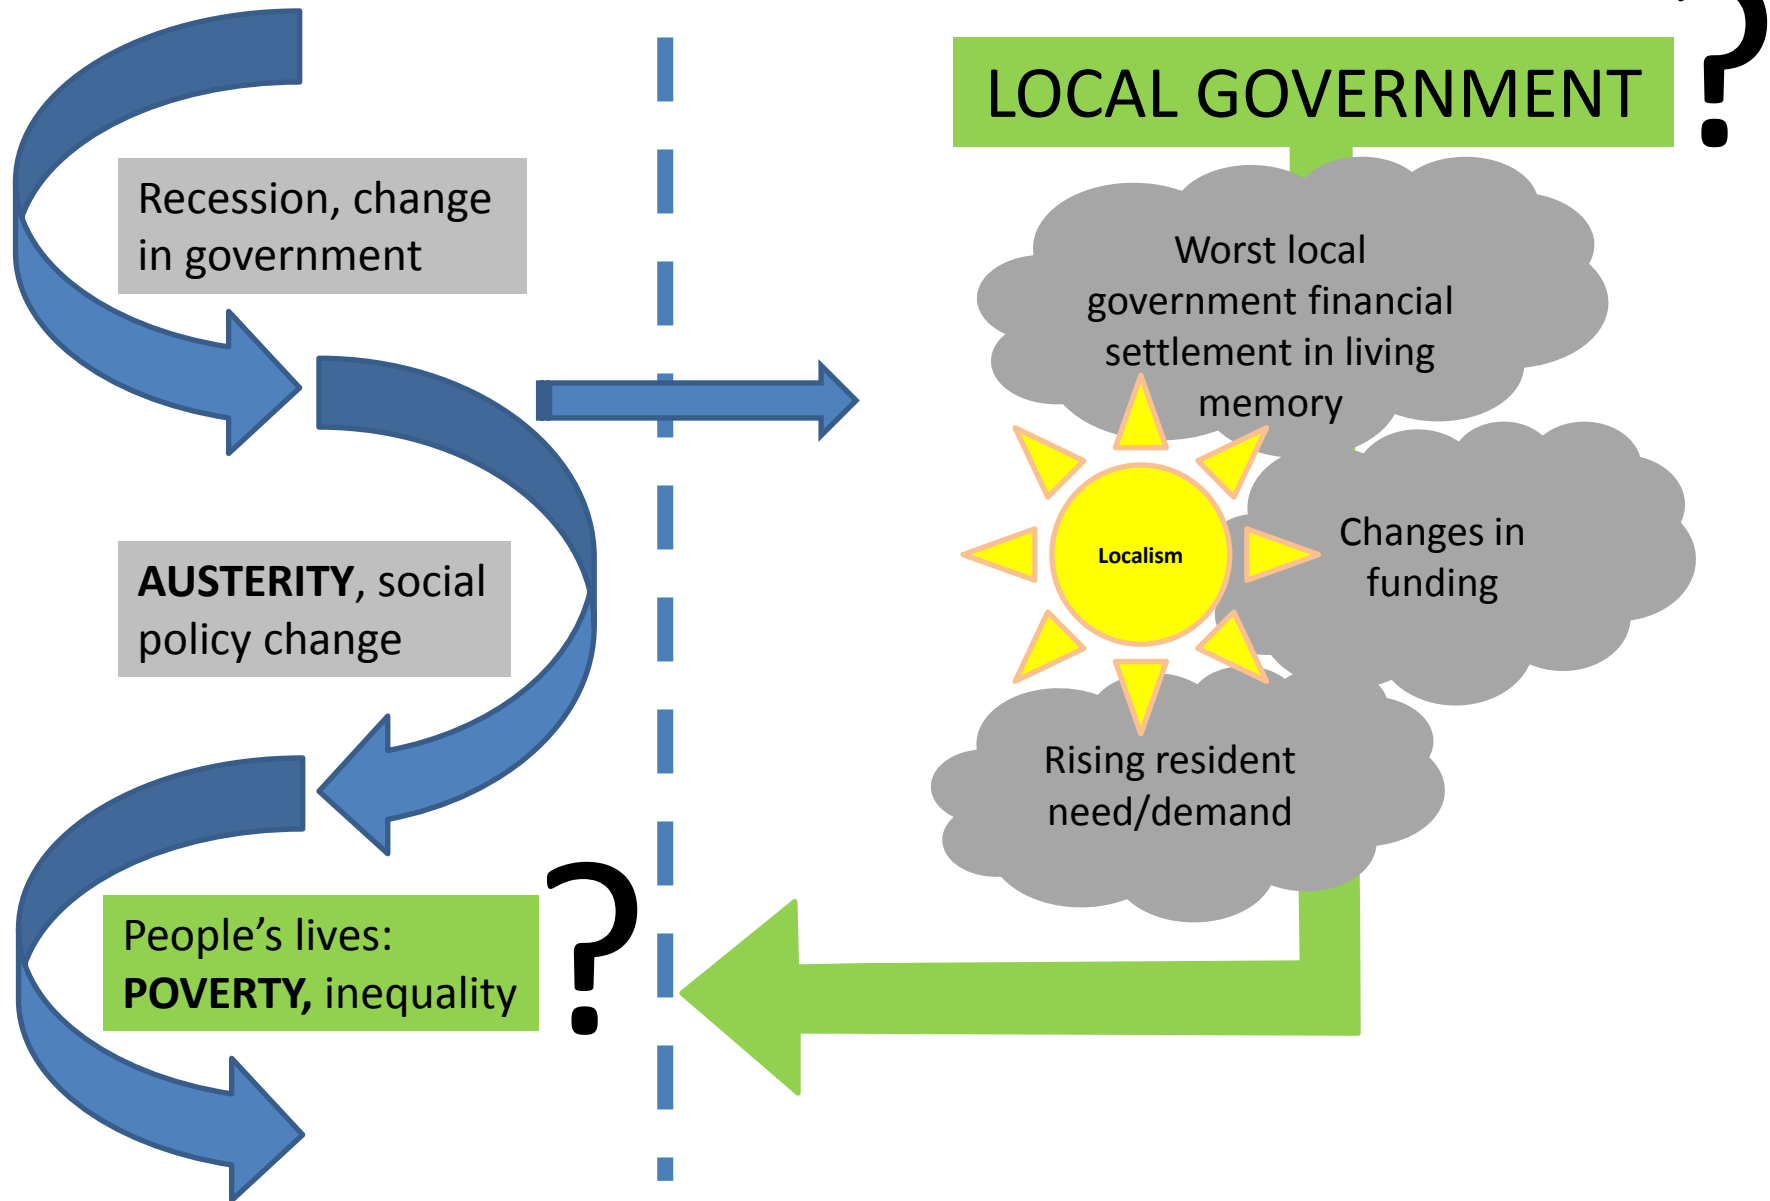 Recession, change
in government
AUSTERITY, social
policy change
People’s lives:
POVERTY, inequality
?
LOCAL GOVERNMENT
?
Worst local
government financial
settlement in living
memory
Localism
Changes in
funding
Rising resident
need/demand